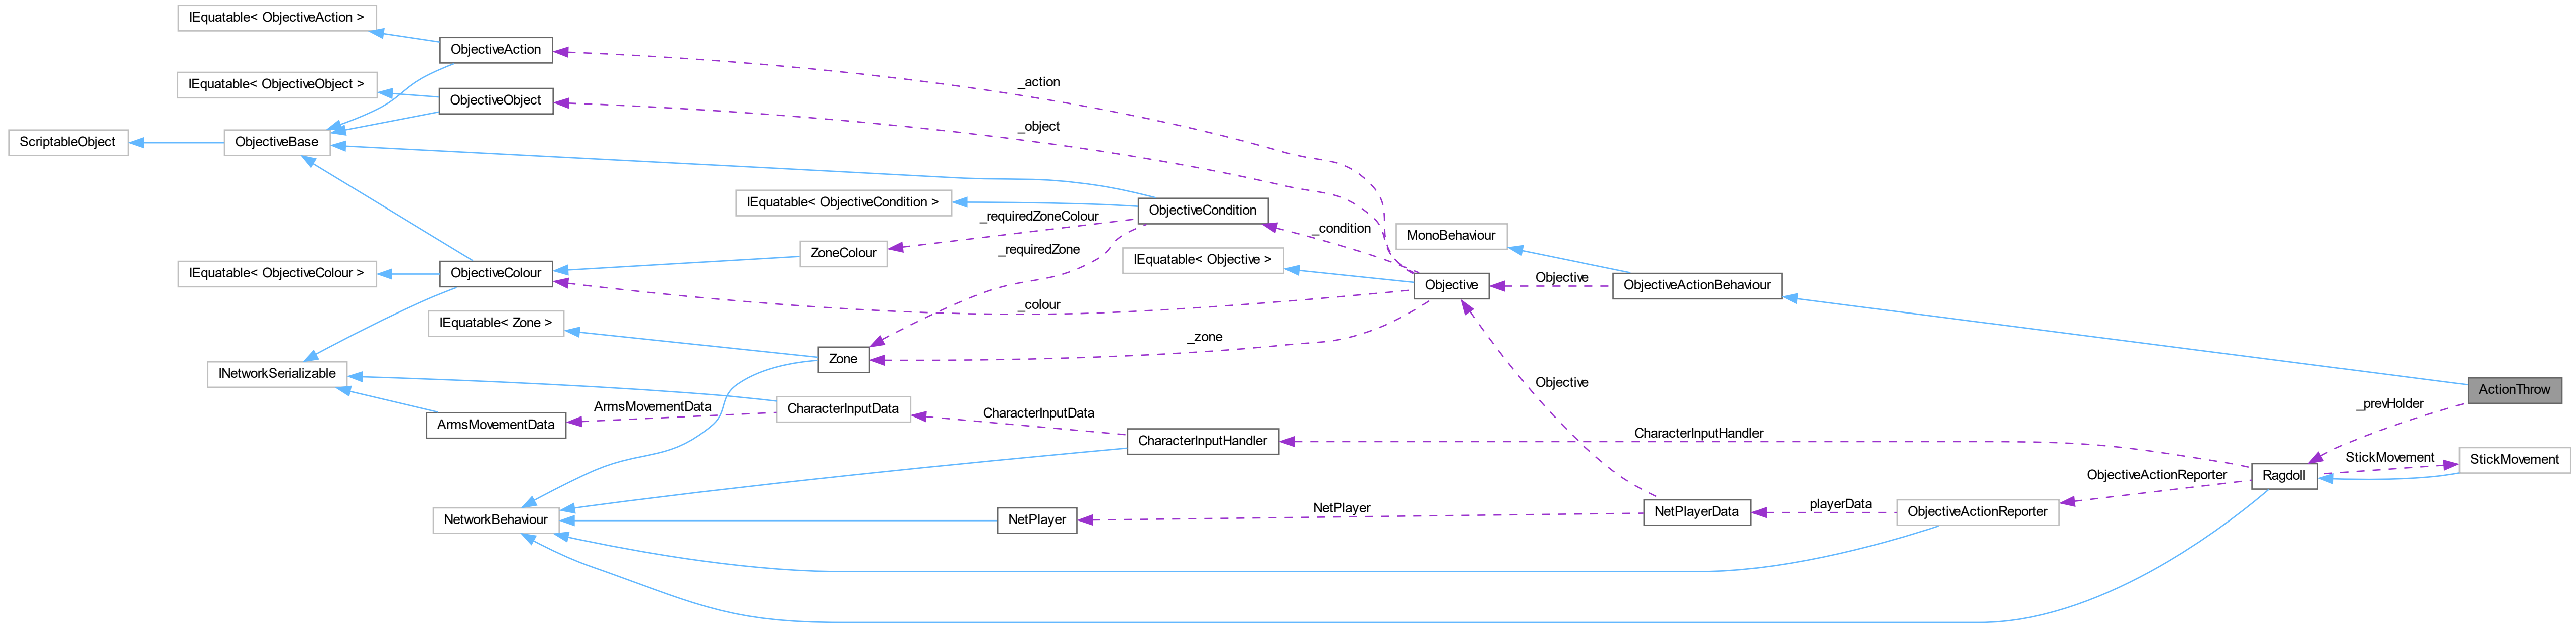 IEquatable< ObjectiveAction >
ObjectiveAction
IEquatable< ObjectiveObject >
ObjectiveObject
_action
_object
ScriptableObject
ObjectiveBase
IEquatable< ObjectiveCondition >
ObjectiveCondition
_requiredZoneColour
_condition
MonoBehaviour
ZoneColour
_requiredZone
IEquatable< Objective >
IEquatable< ObjectiveColour >
ObjectiveColour
Objective
Objective
ObjectiveActionBehaviour
_colour
IEquatable< Zone >
_zone
Zone
INetworkSerializable
Objective
ActionThrow
_prevHolder
ArmsMovementData
CharacterInputData
CharacterInputData
ArmsMovementData
CharacterInputHandler
CharacterInputHandler
StickMovement
StickMovement
ObjectiveActionReporter
Ragdoll
NetworkBehaviour
NetPlayer
NetPlayer
NetPlayerData
playerData
ObjectiveActionReporter